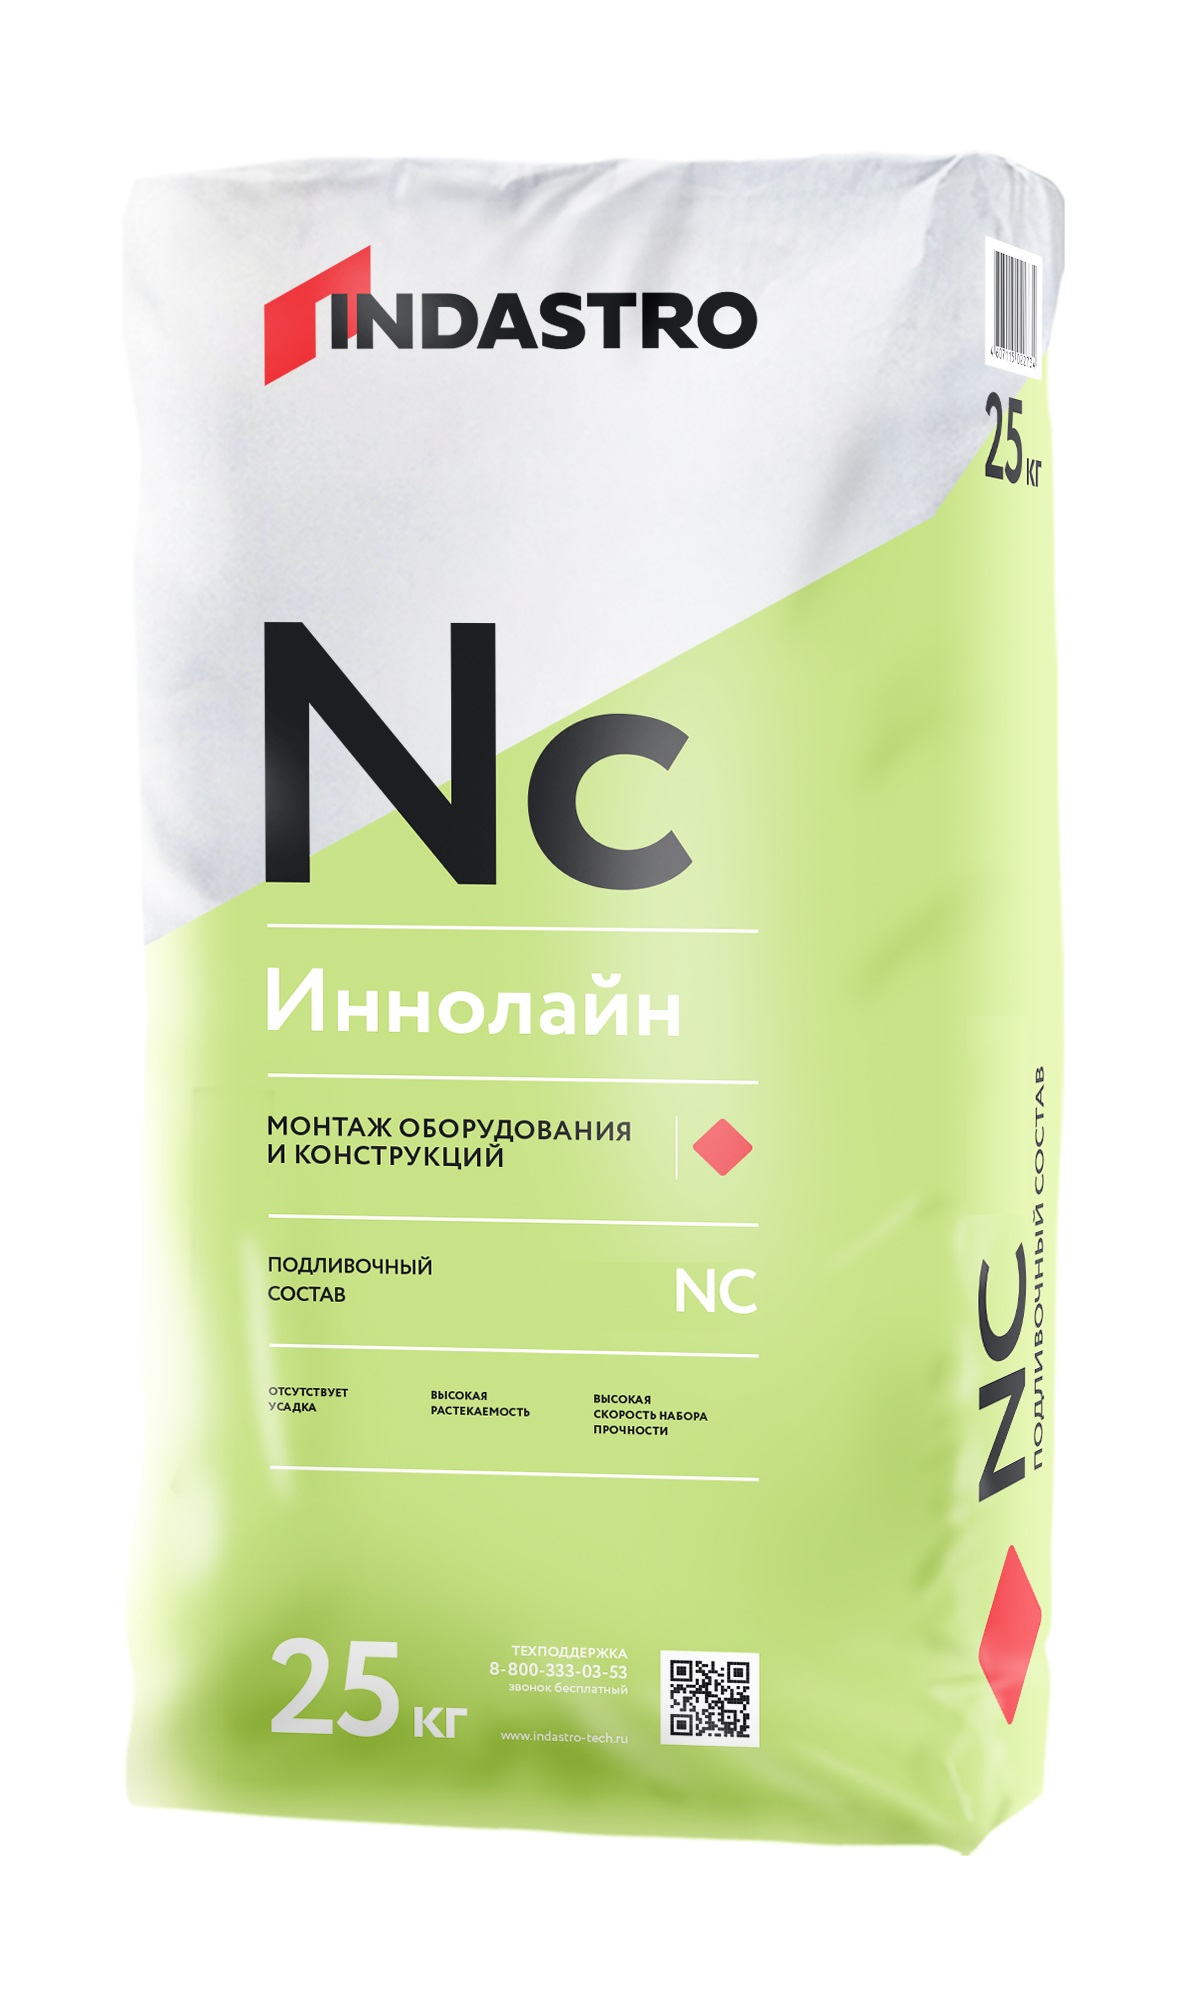 INDASTRO
Nc
Иннолайн
МОНТАЖ ОБОРУДОВАНИЯ
И КОНСТРУКЦИЙ
ПОДЛИВОЧНЫЙ
СОСТАВ
NC
ОТСУТСТВУЕТ
УСАДКА
ВЫСОКАЯ
РАСТЕКАЕМОСТЬ
ВЫСОКАЯ
СКОРОСТЬ НАБОРА
ПРОЧНОСТИ
25 кг
ТЕХПОДДЕРЖКА
8-800-333-03-53
звонок бесплатный
www.indastro-tech.ru
25 кг
NC
ПОДЛИВОЧНЫЙ СОСТАВ